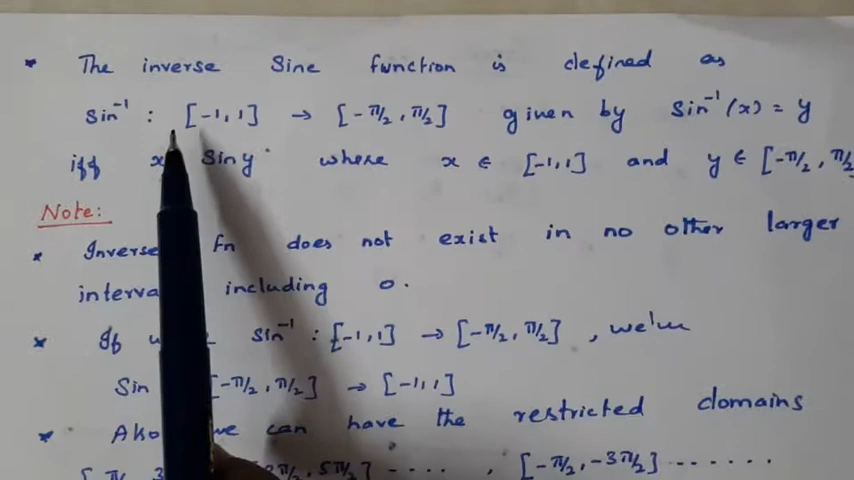 * The inverse Sine function is defined as
Sin⁻¹ : [-1,1] → [-π/2, π/2] given by Sin⁻¹(x) = y
iff x Sin y where x ∈ [-1,1] and y ∈ [-π/2, π/2
Note:
* Inverse fn does not exist in no other larger
including 0.
* If Sin⁻¹ : [-1,1] → [-π/2, π/2] , we'll
Sin [-π/2, π/2] → [-1,1]
* Also we can have the restricted domains
5π/2] ---- , [-π/2, -3π/2] -------